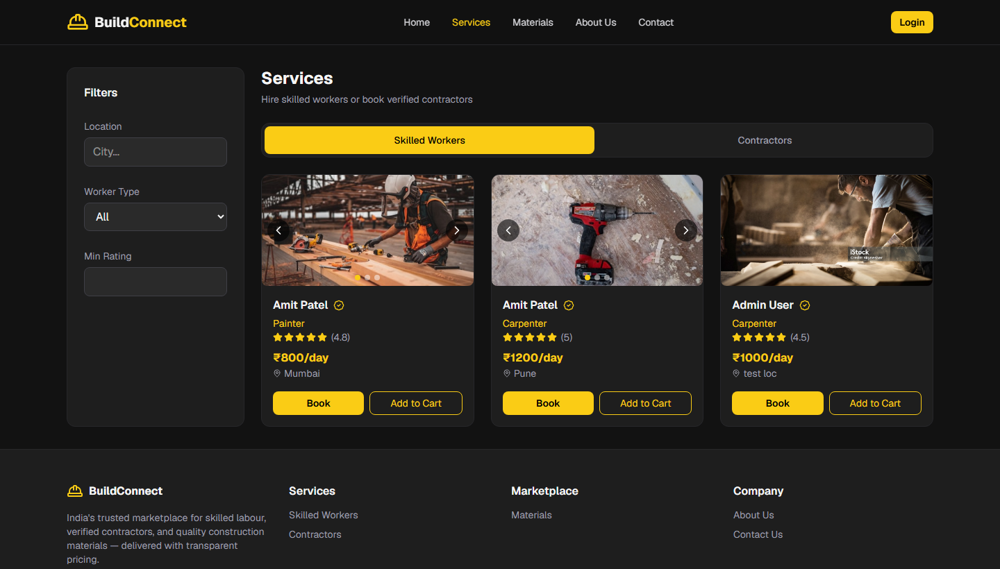 BuildConnect
Home
Services
Materials
About Us
Contact
Login
Filters
Location
City...
Worker Type
All
Min Rating
Services
Hire skilled workers or book verified contractors
Skilled Workers
Contractors
iStock
Credit: skynesher
Amit Patel
Painter
(4.8)
₹800/day
Mumbai
Book
Add to Cart
Amit Patel
Carpenter
(5)
₹1200/day
Pune
Book
Add to Cart
Admin User
Carpenter
(4.5)
₹1000/day
test loc
Book
Add to Cart
BuildConnect
India's trusted marketplace for skilled labour,
verified contractors, and quality construction
materials — delivered with transparent
pricing.
Services
Skilled Workers
Contractors
Marketplace
Materials
Company
About Us
Contact Us